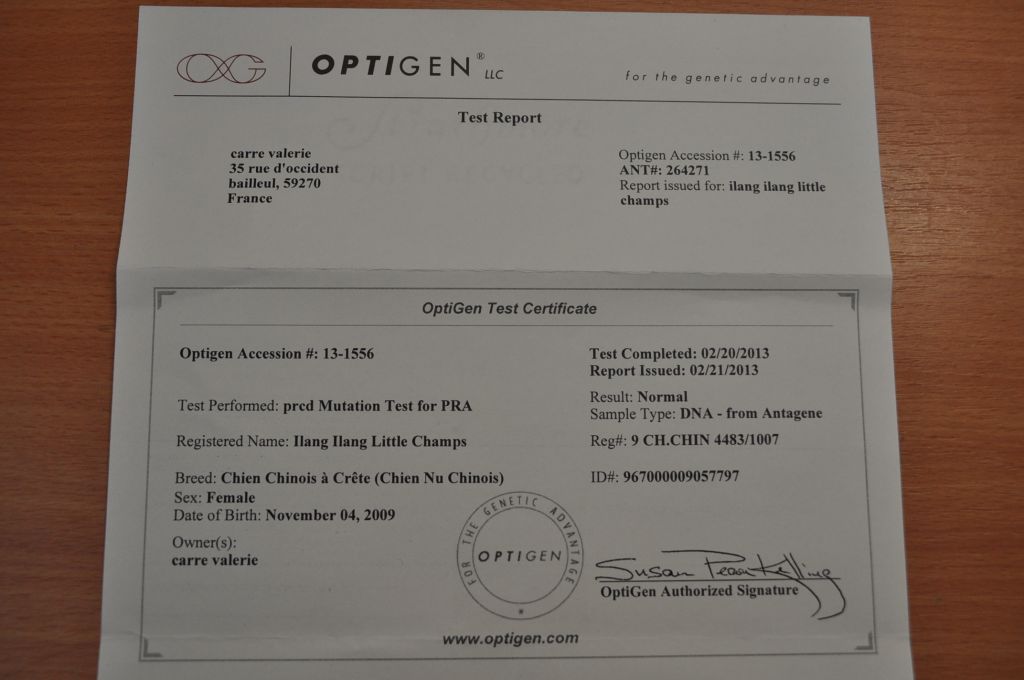 OG OPTIGEN® LLC for the genetic advantage
Test Report
carre valerie
35 rue d'occident
bailleul, 59270
France
Optigen Accession #: 13-1556
ANT#: 264271
Report issued for: ilang ilang little
champs
OptiGen Test Certificate
Optigen Accession #: 13-1556
Test Completed: 02/20/2013
Report Issued: 02/21/2013
Test Performed: prcd Mutation Test for PRA
Result: Normal
Sample Type: DNA - from Antagene
Registered Name: Ilang Ilang Little Champs
Reg#: 9 CH.CHIN 4483/1007
Breed: Chien Chinois à Crête (Chien Nu Chinois)
ID#: 967000009057797
Sex: Female
Date of Birth: November 04, 2009
Owner(s):
carre valerie
FOR THE GENETIC ADVANTAGE
OPTIGEN
Susan Pearce Kelling
OptiGen Authorized Signature
www.optigen.com